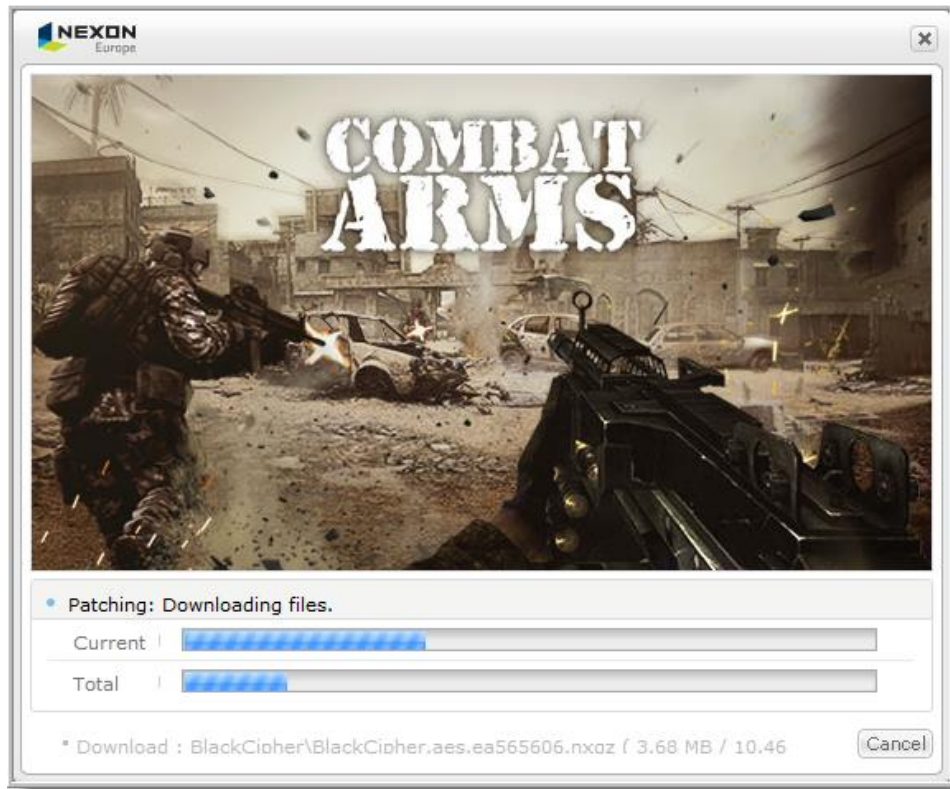 NEXON
Europe
COMBAT
ARMS
Patching: Downloading files.
Current
Total
Download : BlackCipher\BlackCipher.aes.ea565606.nxgz ( 3.68 MB / 10.46
Cancel